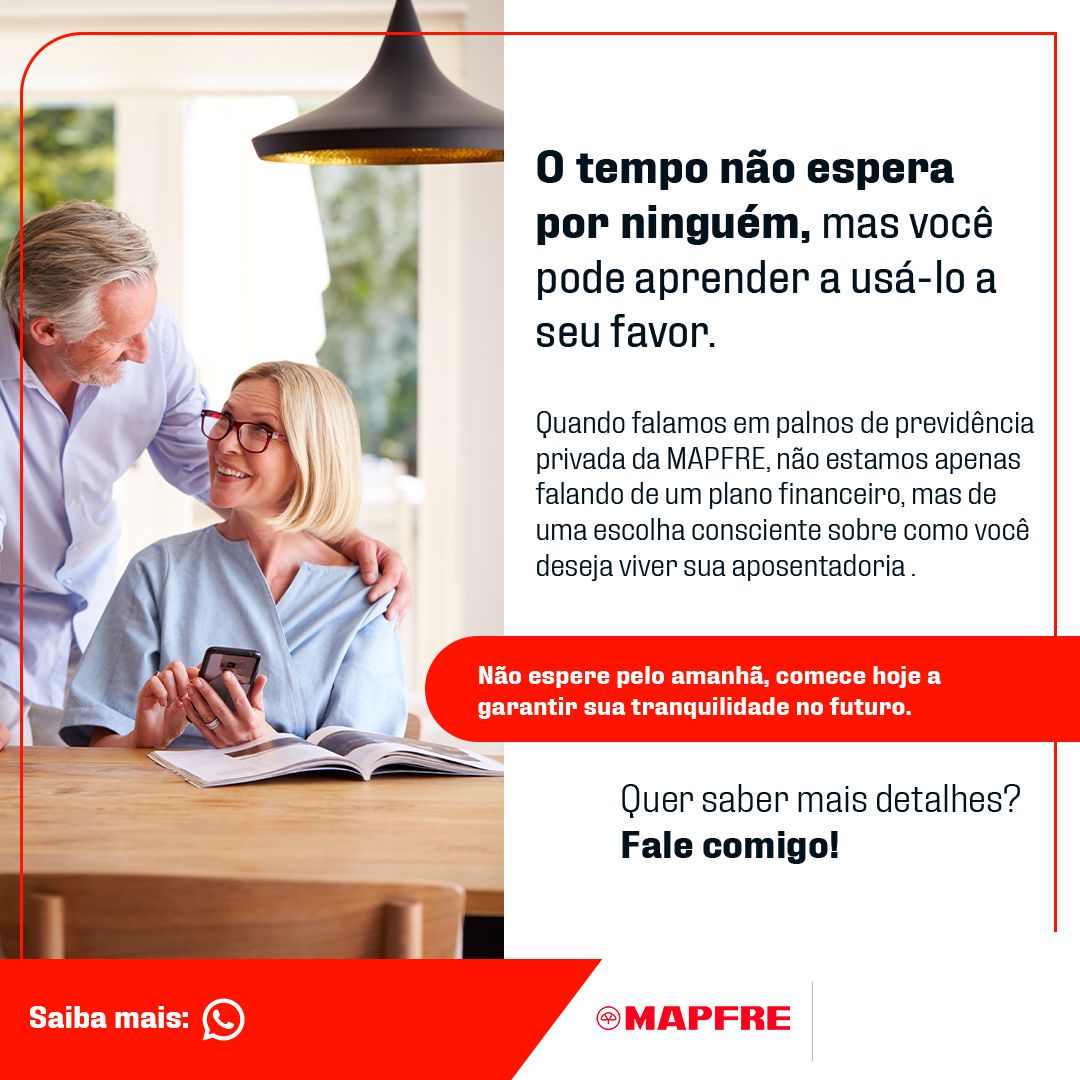 O tempo não espera
por ninguém, mas você
pode aprender a usá-lo a
seu favor.
Quando falamos em palnos de previdência
privada da MAPFRE, não estamos apenas
falando de um plano financeiro, mas de
uma escolha consciente sobre como você
deseja viver sua aposentadoria .
Não espere pelo amanhã, comece hoje a
garantir sua tranquilidade no futuro.
Quer saber mais detalhes?
Fale comigo!
Saiba mais:
MAPFRE